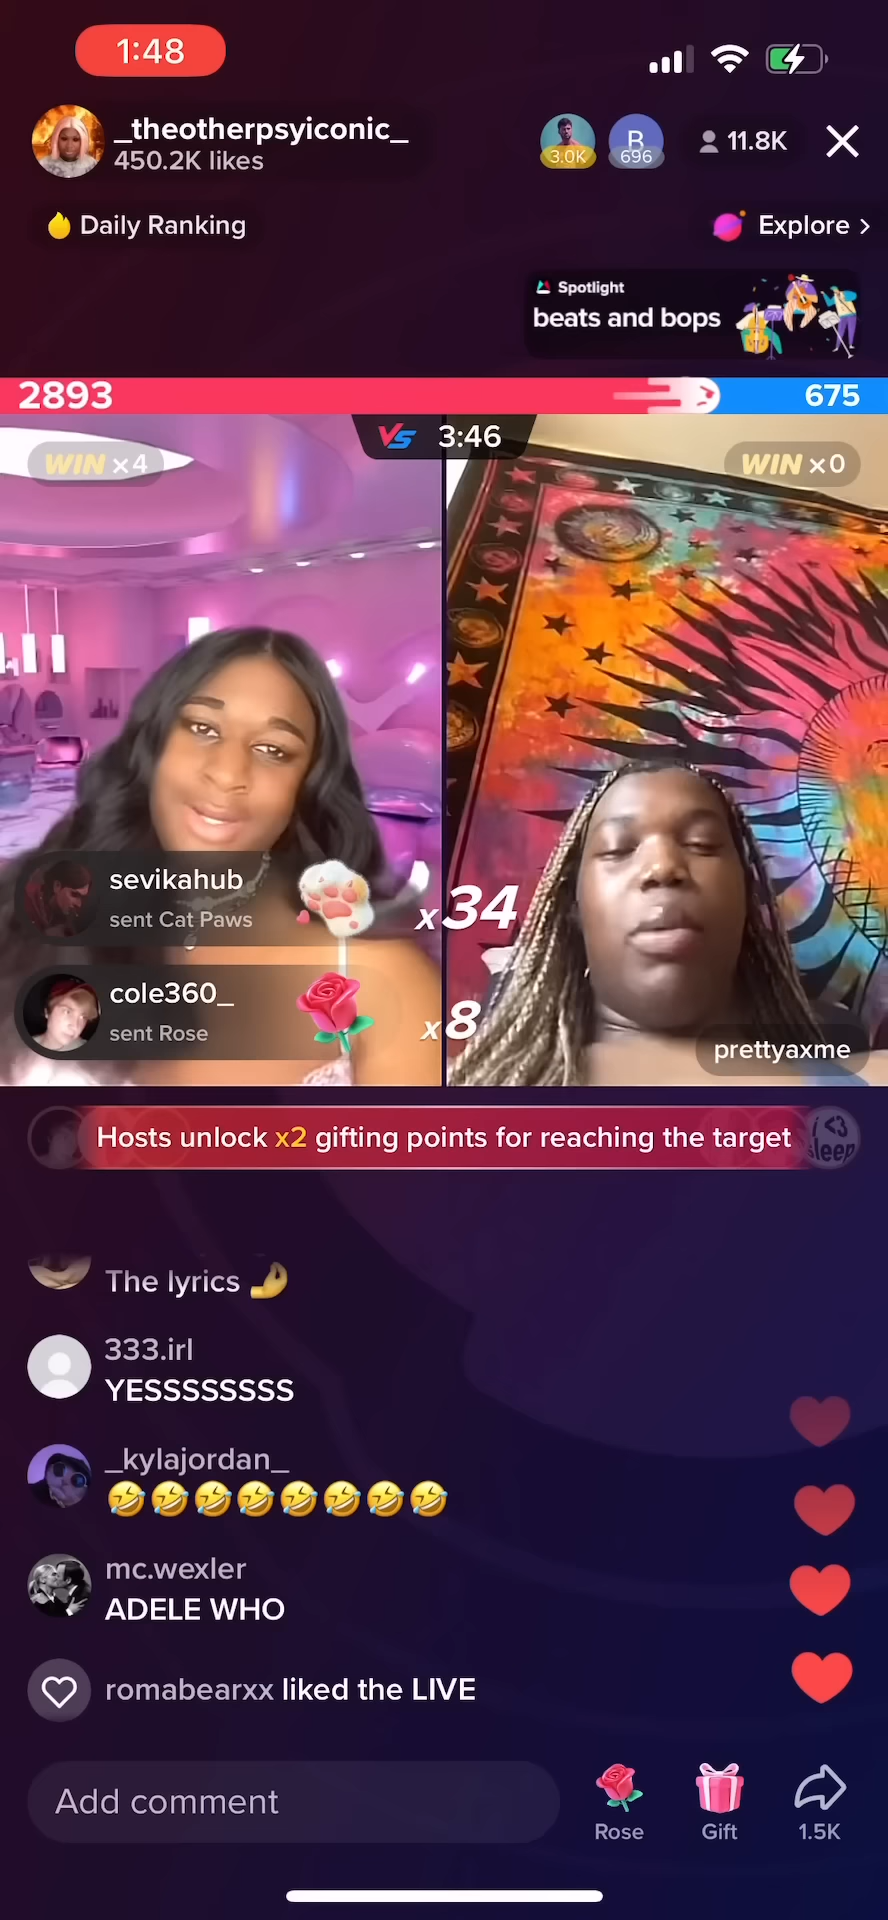 1:48
_theotherpsyiconic_
450.2K likes
3.0K
B
696
11.8K
Daily Ranking
Explore >
Spotlight
beats and bops
2893
675
VS 3:46
WIN x4
WIN x0
sevikahub
sent Cat Paws
x34
cole360_
sent Rose
x8
prettyaxme
Hosts unlock x2 gifting points for reaching the target
i <3
sleep
The lyrics 🤌
333.irl
YESSSSSSSS
_kylajordan_
🤣🤣🤣🤣🤣🤣🤣🤣
mc.wexler
ADELE WHO
romabearxx liked the LIVE
Add comment
Rose
Gift
1.5K